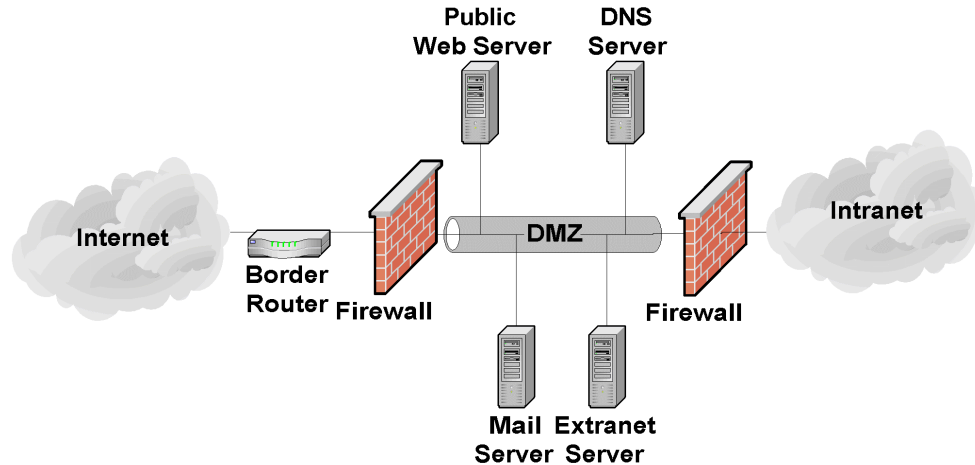 Public
Web Server
DNS
Server
Internet
Border
Router
Firewall
DMZ
Firewall
Intranet
Mail
Server
Extranet
Server